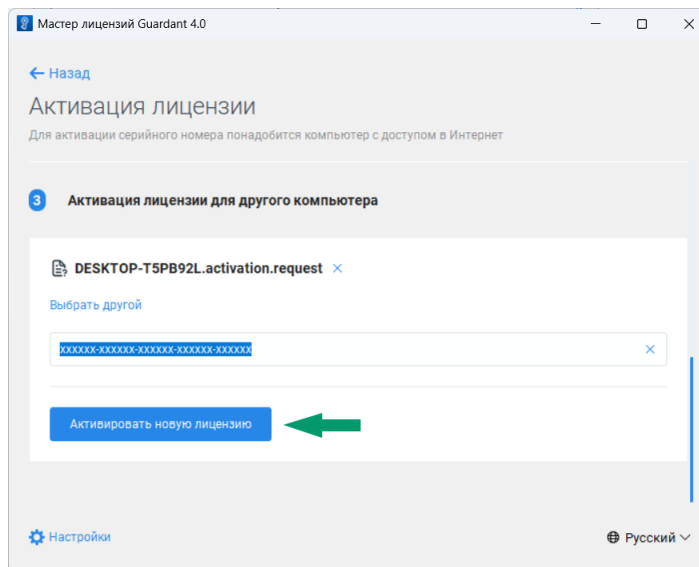 Мастер лицензий Guardant 4.0
Назад
Активация лицензии
Для активации серийного номера понадобится компьютер с доступом в Интернет
3 Активация лицензии для другого компьютера
DESKTOP-T5PB92L.activation.request
Выбрать другой
xxxxxx-xxxxxx-xxxxxx-xxxxxx-xxxxxx
Активировать новую лицензию
Настройки Русский